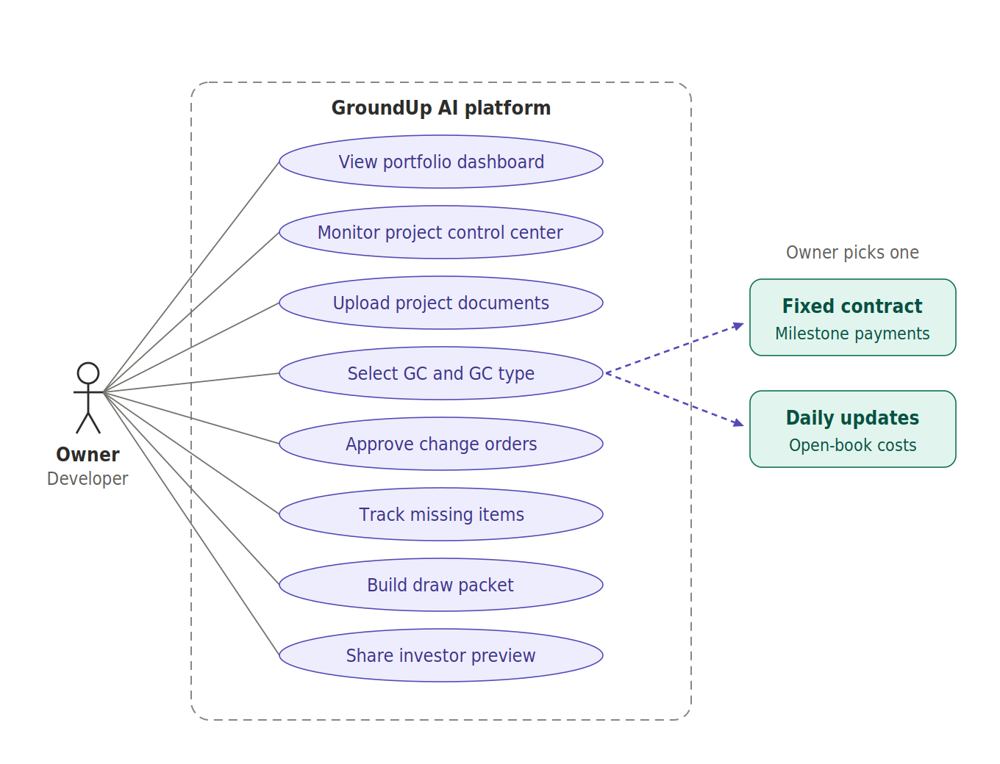 GroundUp AI platform
View portfolio dashboard
Monitor project control center
Upload project documents
Select GC and GC type
Approve change orders
Track missing items
Build draw packet
Share investor preview
Owner
Developer
Owner picks one
Fixed contract
Milestone payments
Daily updates
Open-book costs